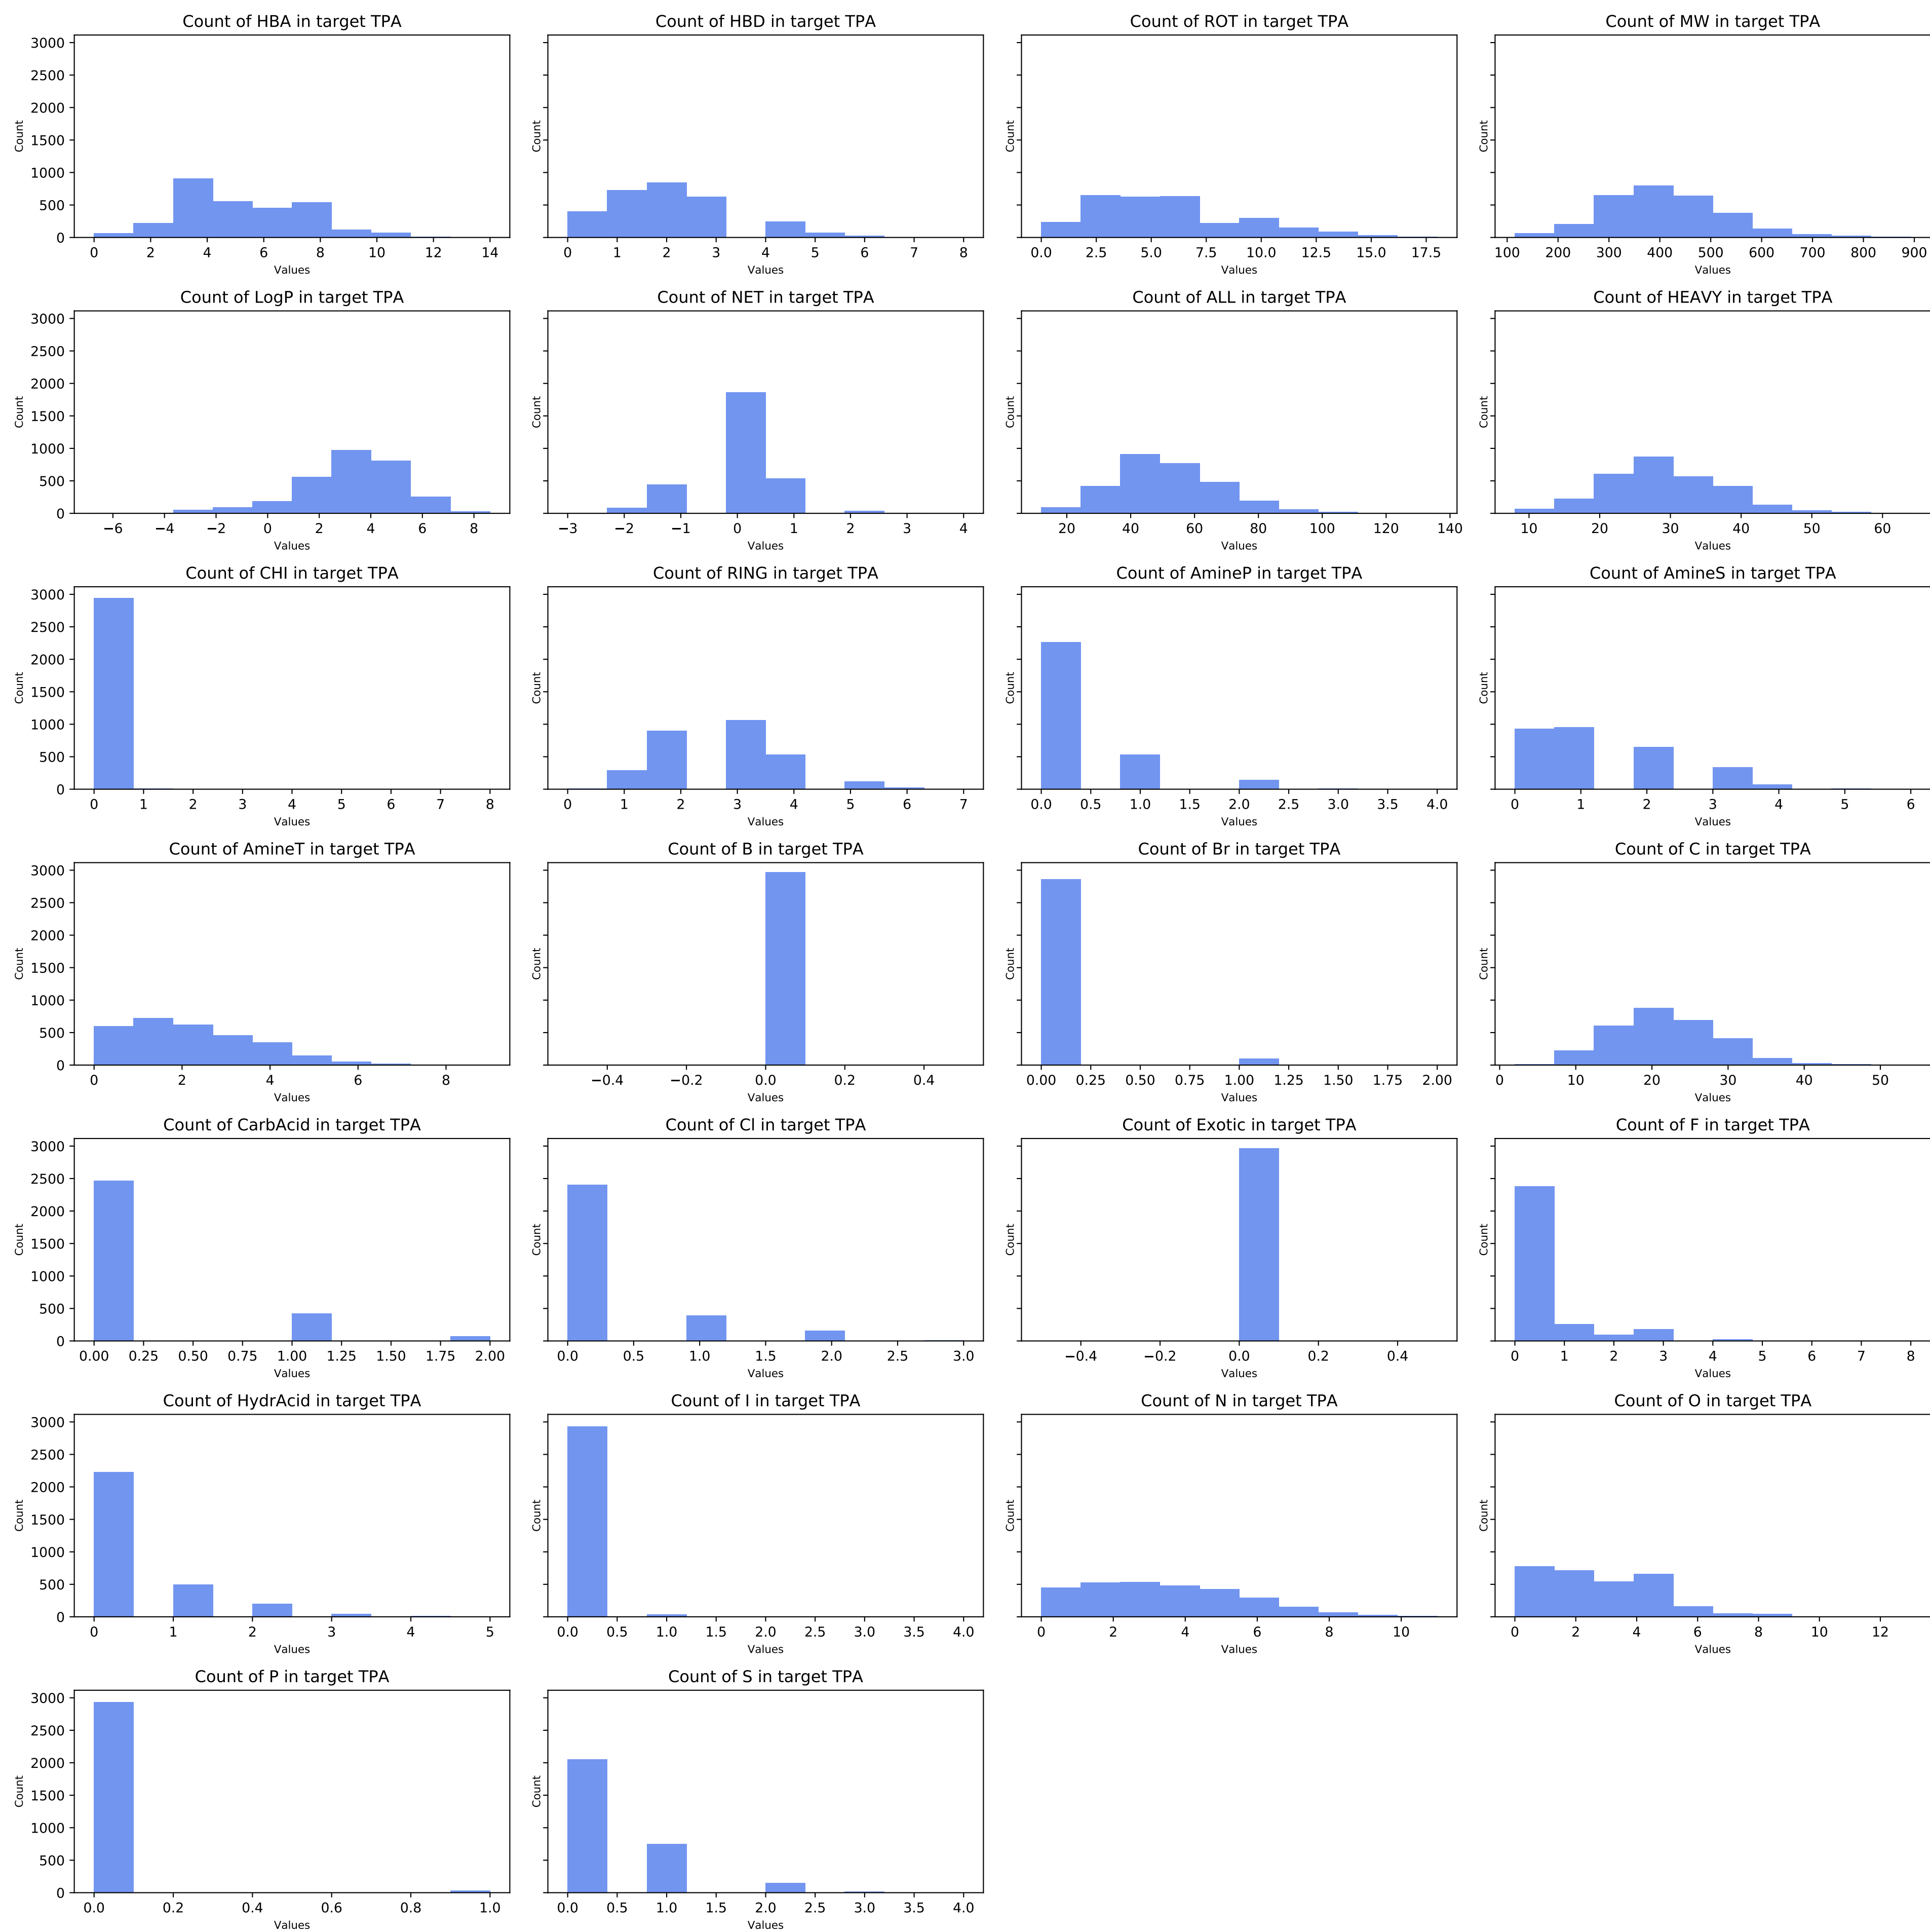 Count of HBA in target TPA
Count of HBD in target TPA
Count of ROT in target TPA
Count of MW in target TPA
3000
2500
2000
1500
1000
500
0
Count
Count
Count
Count
0 2 4 6 8 10 12 14
0 1 2 3 4 5 6 7 8
0.0 2.5 5.0 7.5 10.0 12.5 15.0 17.5
100 200 300 400 500 600 700 800 900
Values
Values
Values
Values
Count of LogP in target TPA
Count of NET in target TPA
Count of ALL in target TPA
Count of HEAVY in target TPA
3000
2500
2000
1500
1000
500
0
Count
Count
Count
Count
−6 −4 −2 0 2 4 6 8
−3 −2 −1 0 1 2 3 4
20 40 60 80 100 120 140
10 20 30 40 50 60
Values
Values
Values
Values
Count of CHI in target TPA
Count of RING in target TPA
Count of AmineP in target TPA
Count of AmineS in target TPA
3000
2500
2000
1500
1000
500
0
Count
Count
Count
Count
0 1 2 3 4 5 6 7 8
0 1 2 3 4 5 6 7
0.0 0.5 1.0 1.5 2.0 2.5 3.0 3.5 4.0
0 1 2 3 4 5 6
Values
Values
Values
Values
Count of AmineT in target TPA
Count of B in target TPA
Count of Br in target TPA
Count of C in target TPA
3000
2500
2000
1500
1000
500
0
Count
Count
Count
Count
0 2 4 6 8
−0.4 −0.2 0.0 0.2 0.4
0.00 0.25 0.50 0.75 1.00 1.25 1.50 1.75 2.00
0 10 20 30 40 50
Values
Values
Values
Values
Count of CarbAcid in target TPA
Count of Cl in target TPA
Count of Exotic in target TPA
Count of F in target TPA
3000
2500
2000
1500
1000
500
0
Count
Count
Count
Count
0.00 0.25 0.50 0.75 1.00 1.25 1.50 1.75 2.00
0.0 0.5 1.0 1.5 2.0 2.5 3.0
−0.4 −0.2 0.0 0.2 0.4
0 1 2 3 4 5 6 7 8
Values
Values
Values
Values
Count of HydrAcid in target TPA
Count of I in target TPA
Count of N in target TPA
Count of O in target TPA
3000
2500
2000
1500
1000
500
0
Count
Count
Count
Count
0 1 2 3 4 5
0.0 0.5 1.0 1.5 2.0 2.5 3.0 3.5 4.0
0 2 4 6 8 10
0 2 4 6 8 10 12
Values
Values
Values
Values
Count of P in target TPA
Count of S in target TPA
3000
2500
2000
1500
1000
500
0
Count
Count
0.0 0.2 0.4 0.6 0.8 1.0
0.0 0.5 1.0 1.5 2.0 2.5 3.0 3.5 4.0
Values
Values